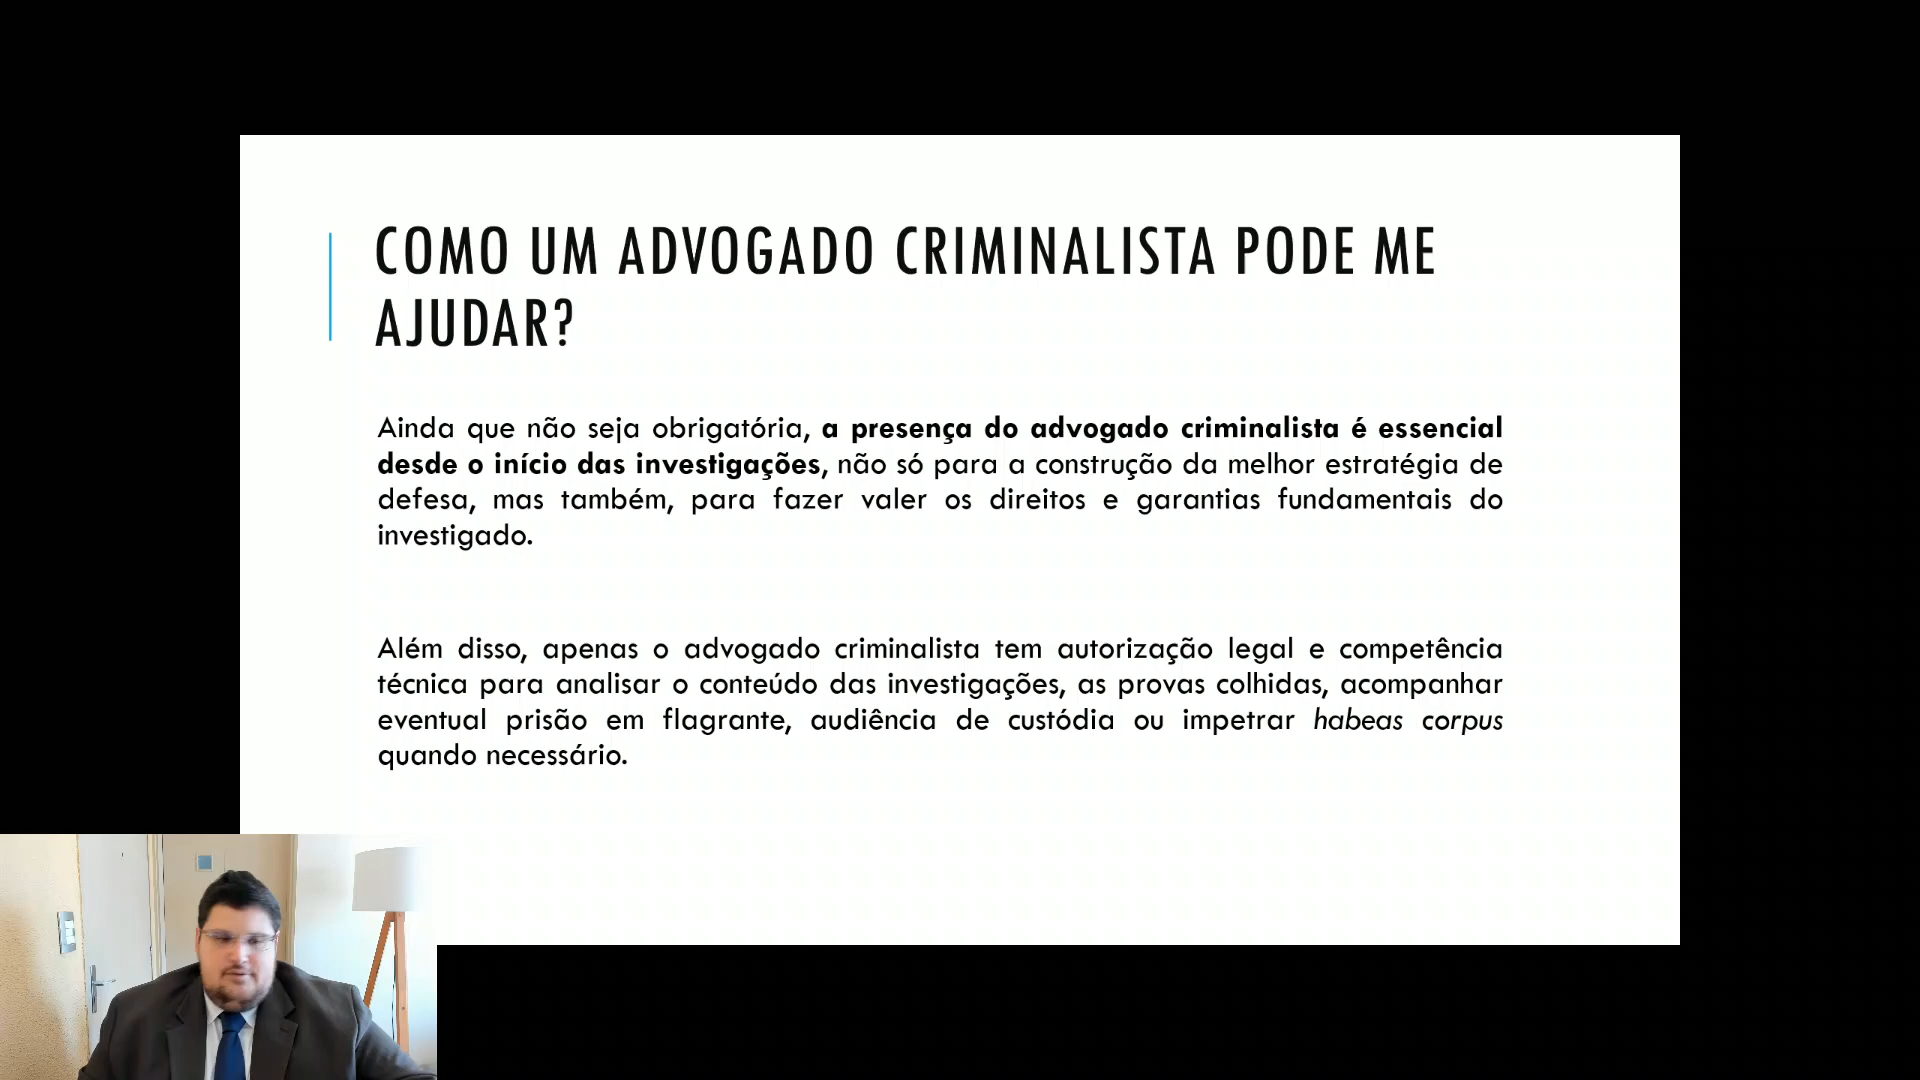 COMO UM ADVOGADO CRIMINALISTA PODE ME
AJUDAR?
Ainda que não seja obrigatória, a presença do advogado criminalista é essencial
desde o início das investigações, não só para a construção da melhor estratégia de
defesa, mas também, para fazer valer os direitos e garantias fundamentais do
investigado.
Além disso, apenas o advogado criminalista tem autorização legal e competência
técnica para analisar o conteúdo das investigações, as provas colhidas, acompanhar
eventual prisão em flagrante, audiência de custódia ou impetrar habeas corpus
quando necessário.